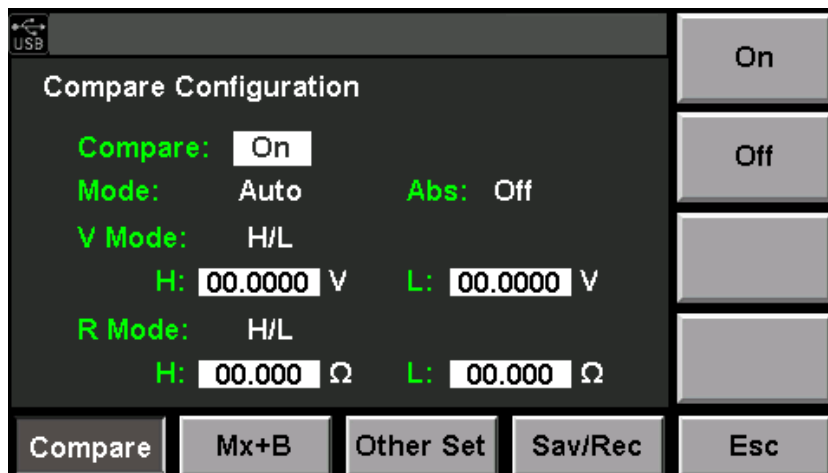 USB
Compare Configuration
Compare: On
Mode: Auto Abs: Off
V Mode: H/L
H: 00.0000 V L: 00.0000 V
R Mode: H/L
H: 00.000 Ω L: 00.000 Ω
On
Off
Compare Mx+B Other Set Sav/Rec Esc